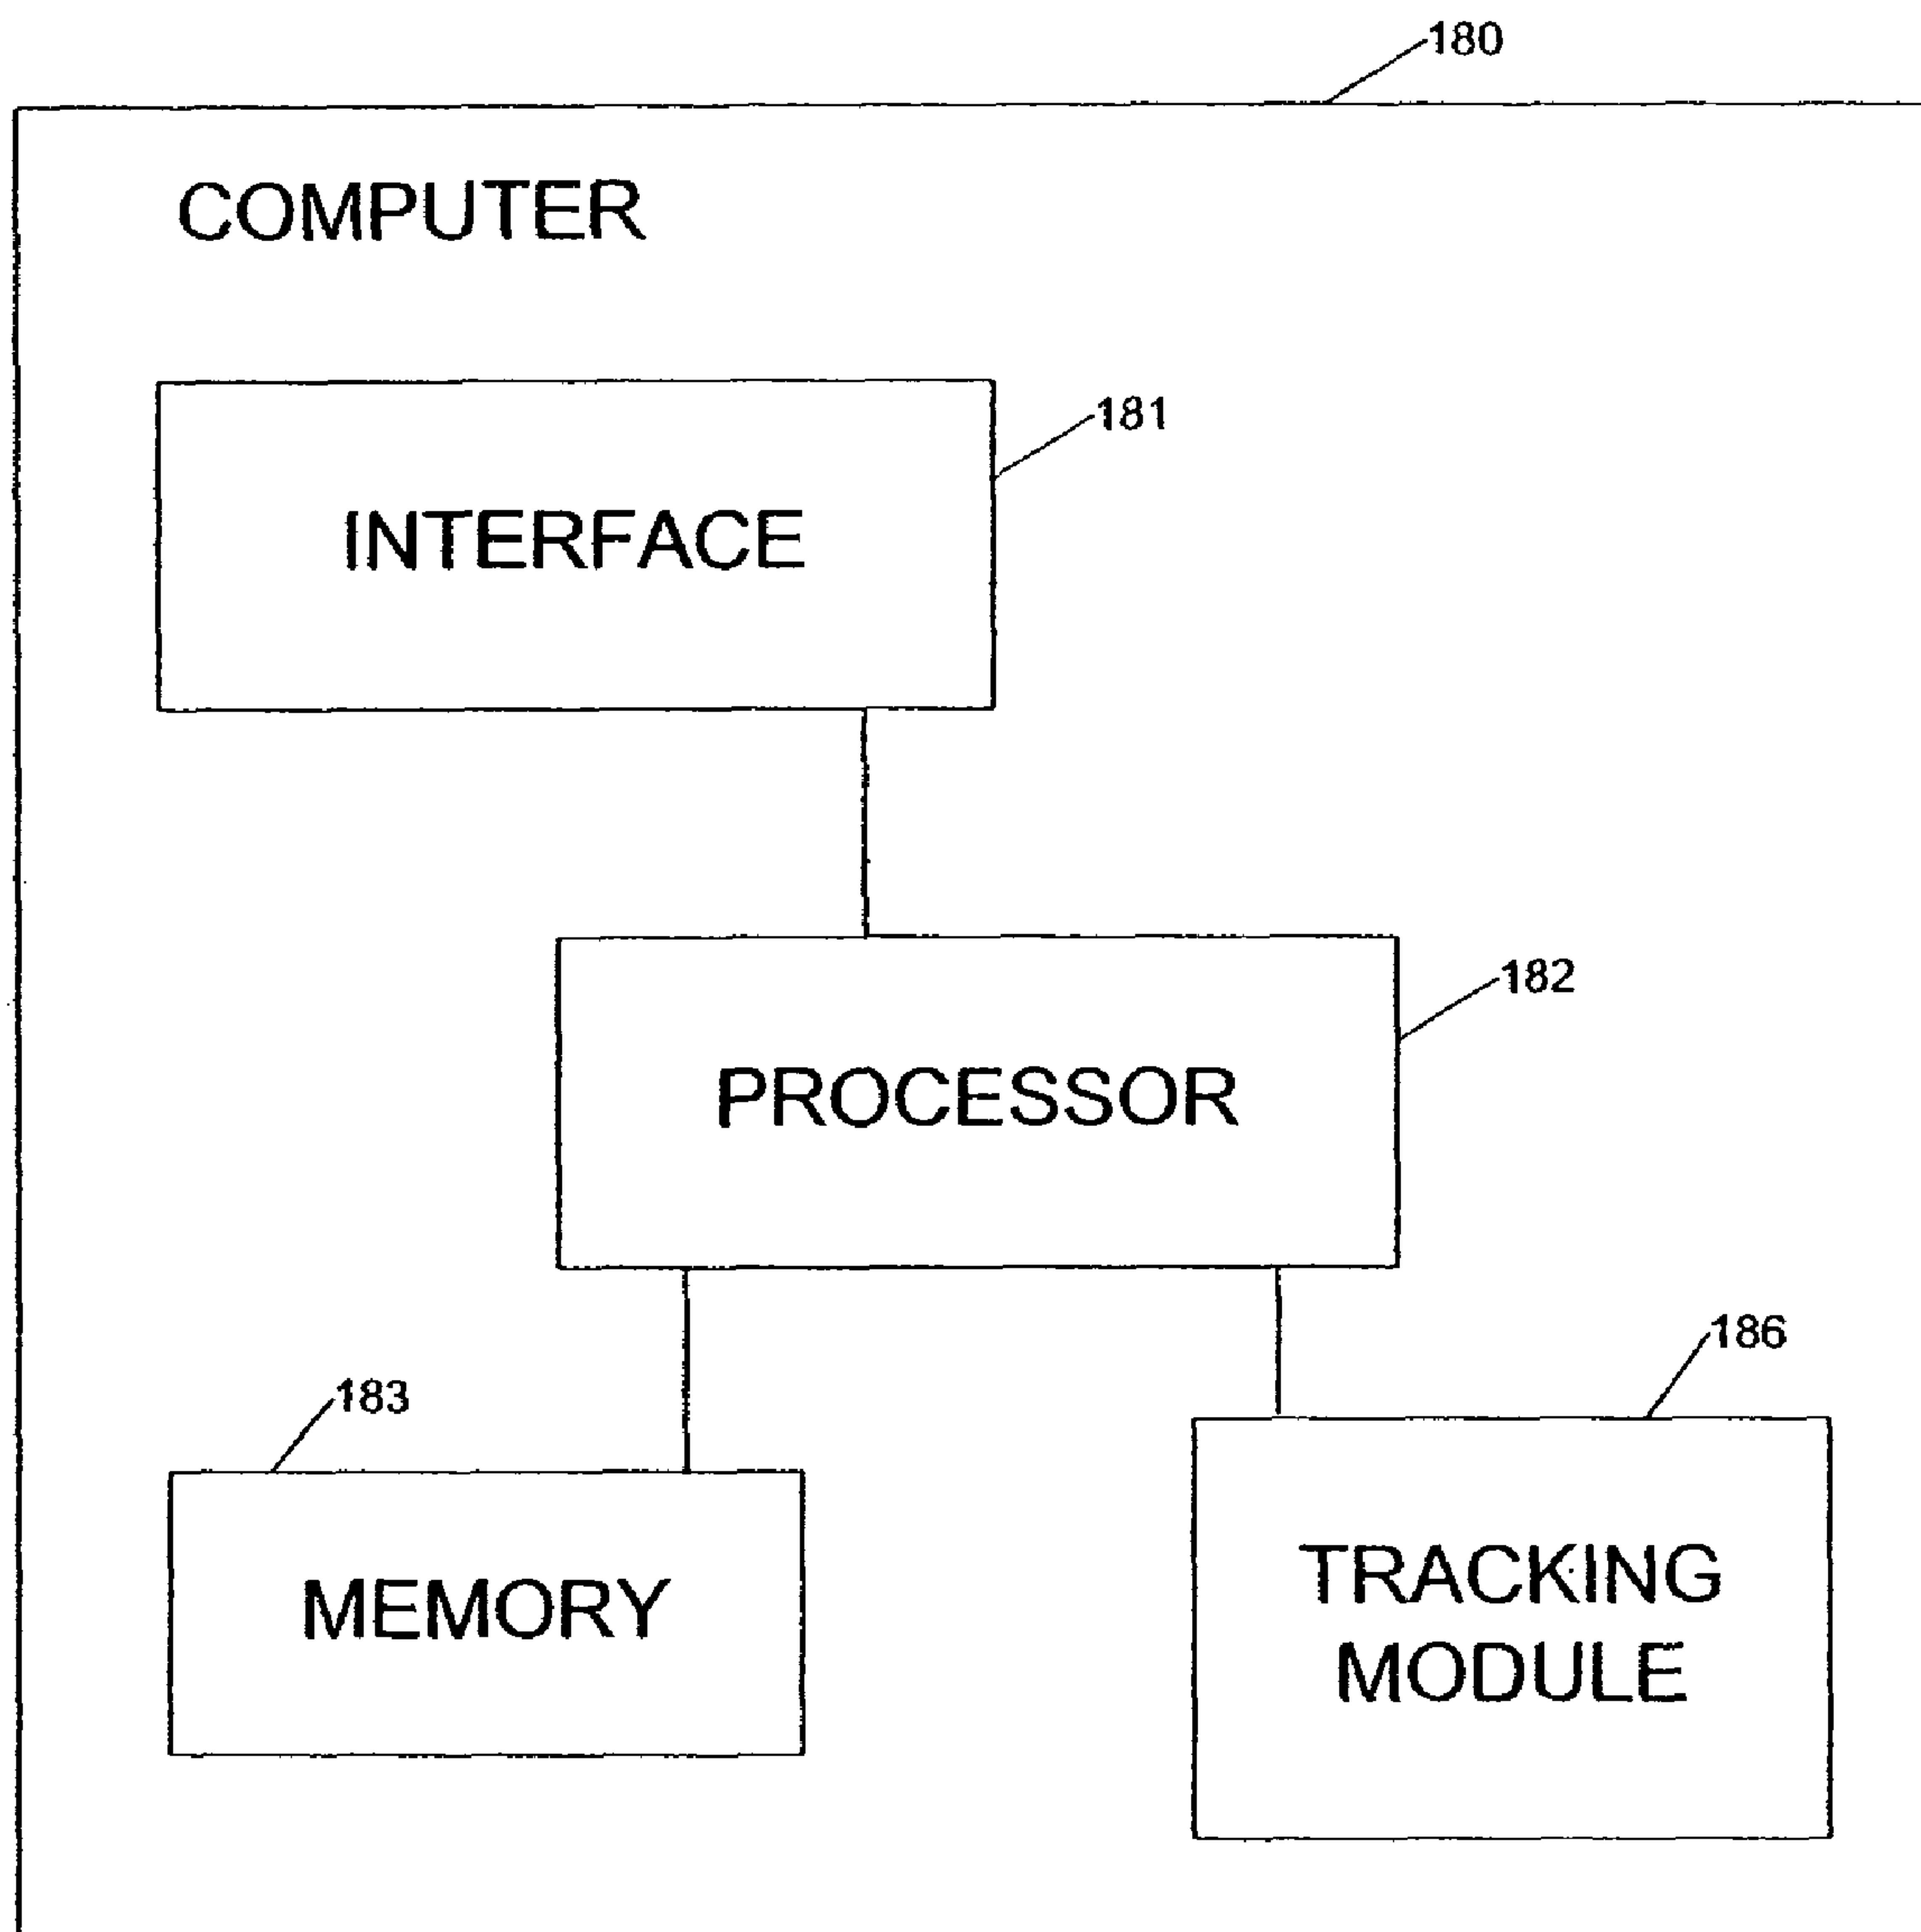 180
COMPUTER
181
INTERFACE
182
PROCESSOR
186
183
TRACKING
MODULE
MEMORY